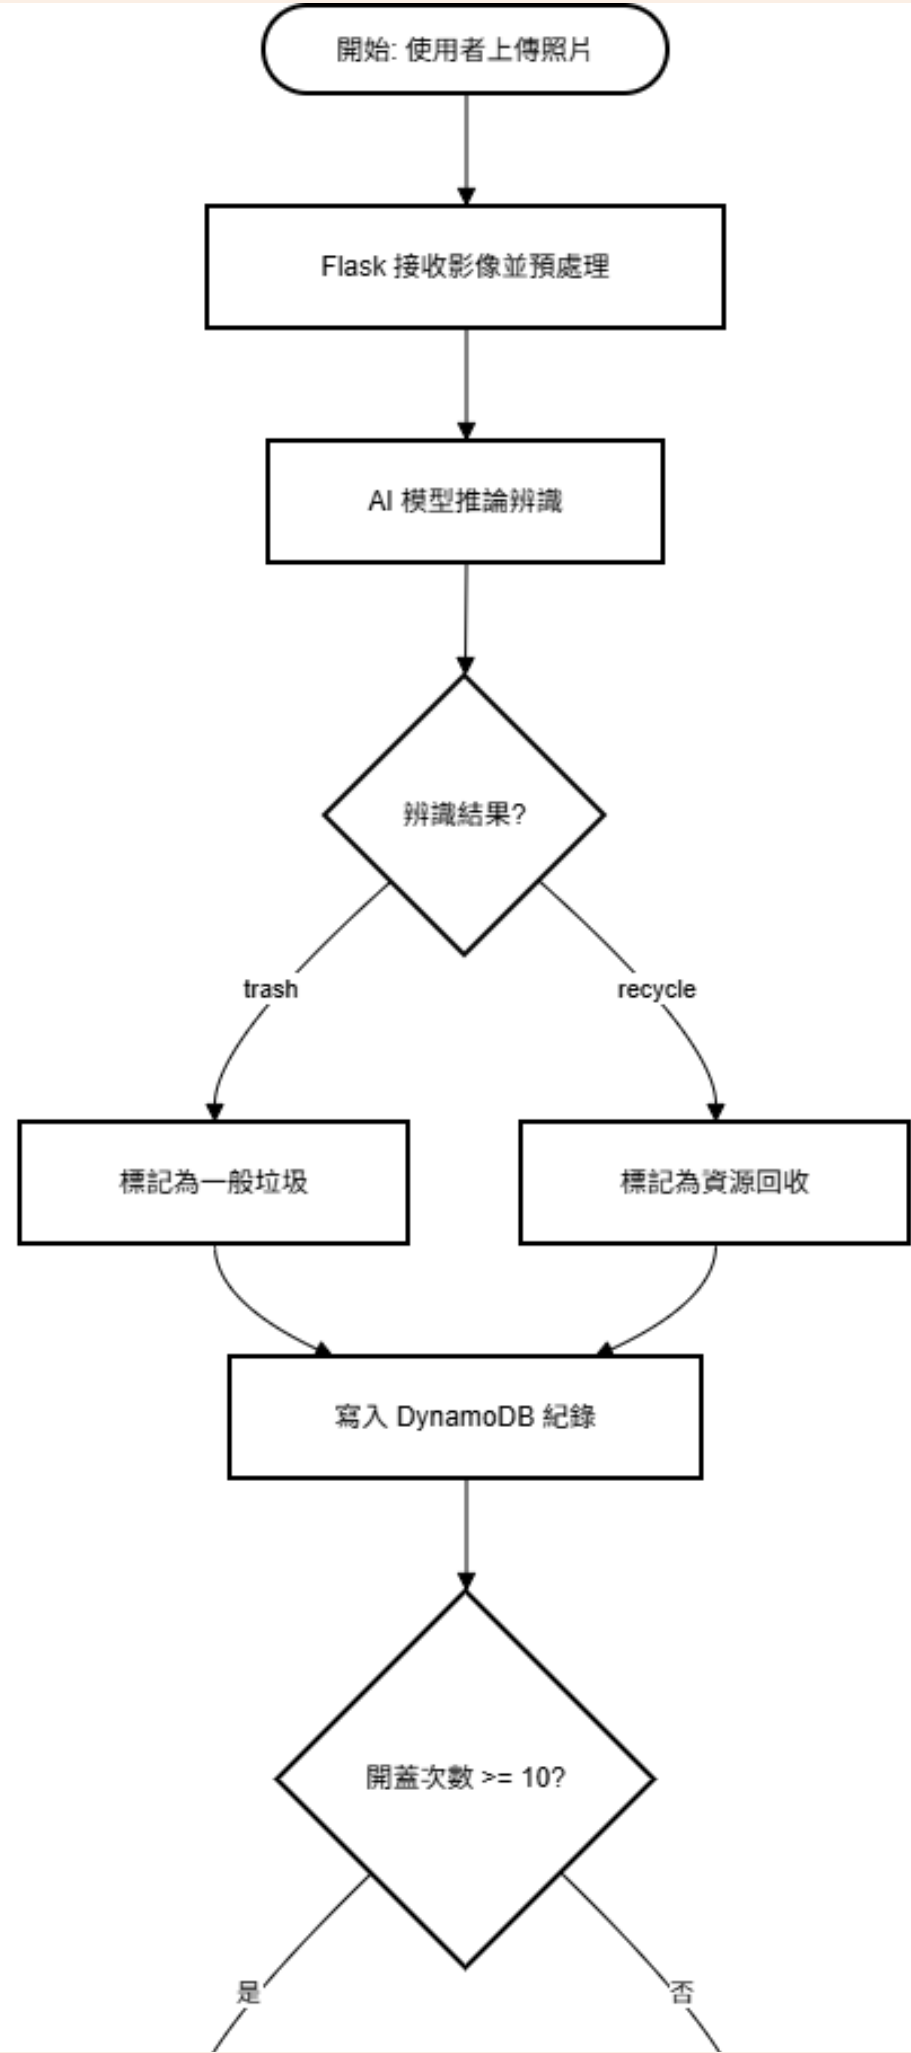 開始: 使用者上傳照片
Flask 接收影像並預處理
AI 模型推論辨識
辨識結果?
trash
recycle
標記為一般垃圾
標記為資源回收
寫入 DynamoDB 紀錄
開蓋次數 >= 10?
是
否